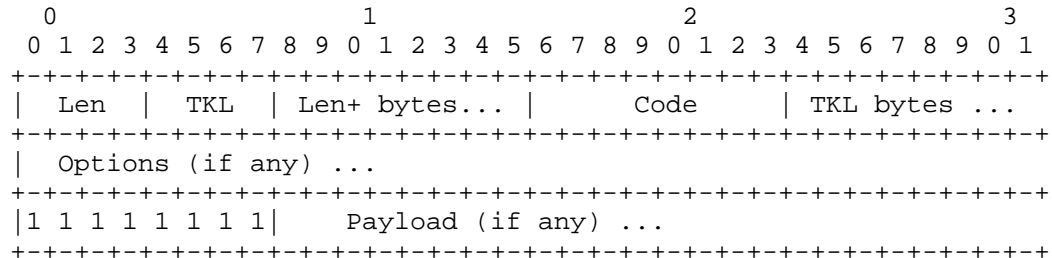 0                   1                   2                   3
 0 1 2 3 4 5 6 7 8 9 0 1 2 3 4 5 6 7 8 9 0 1 2 3 4 5 6 7 8 9 0 1
+-+-+-+-+-+-+-+-+-+-+-+-+-+-+-+-+-+-+-+-+-+-+-+-+-+-+-+-+-+-+-+-+
|  Len  |  TKL  | Len+ bytes... |      Code     | TKL bytes ...
+-+-+-+-+-+-+-+-+-+-+-+-+-+-+-+-+-+-+-+-+-+-+-+-+-+-+-+-+-+-+-+-+
|  Options (if any) ...
+-+-+-+-+-+-+-+-+-+-+-+-+-+-+-+-+-+-+-+-+-+-+-+-+-+-+-+-+-+-+-+-+
|1 1 1 1 1 1 1 1|    Payload (if any) ...
+-+-+-+-+-+-+-+-+-+-+-+-+-+-+-+-+-+-+-+-+-+-+-+-+-+-+-+-+-+-+-+-+